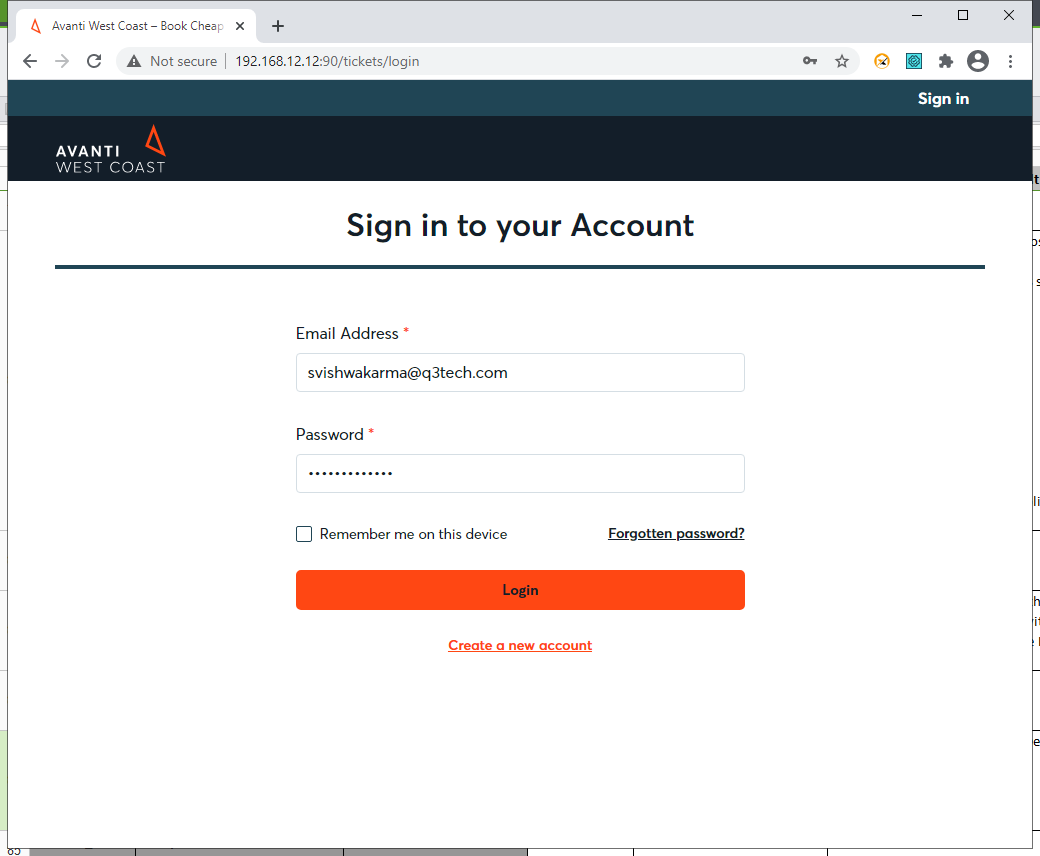 Avanti West Coast – Book Cheap
Not secure
192.168.12.12:90/tickets/login
Sign in
AVANTI
WEST COAST
Sign in to your Account
Email Address *
svishwakarma@q3tech.com
Password *
•••••••••••••
Remember me on this device
Forgotten password?
Login
Create a new account